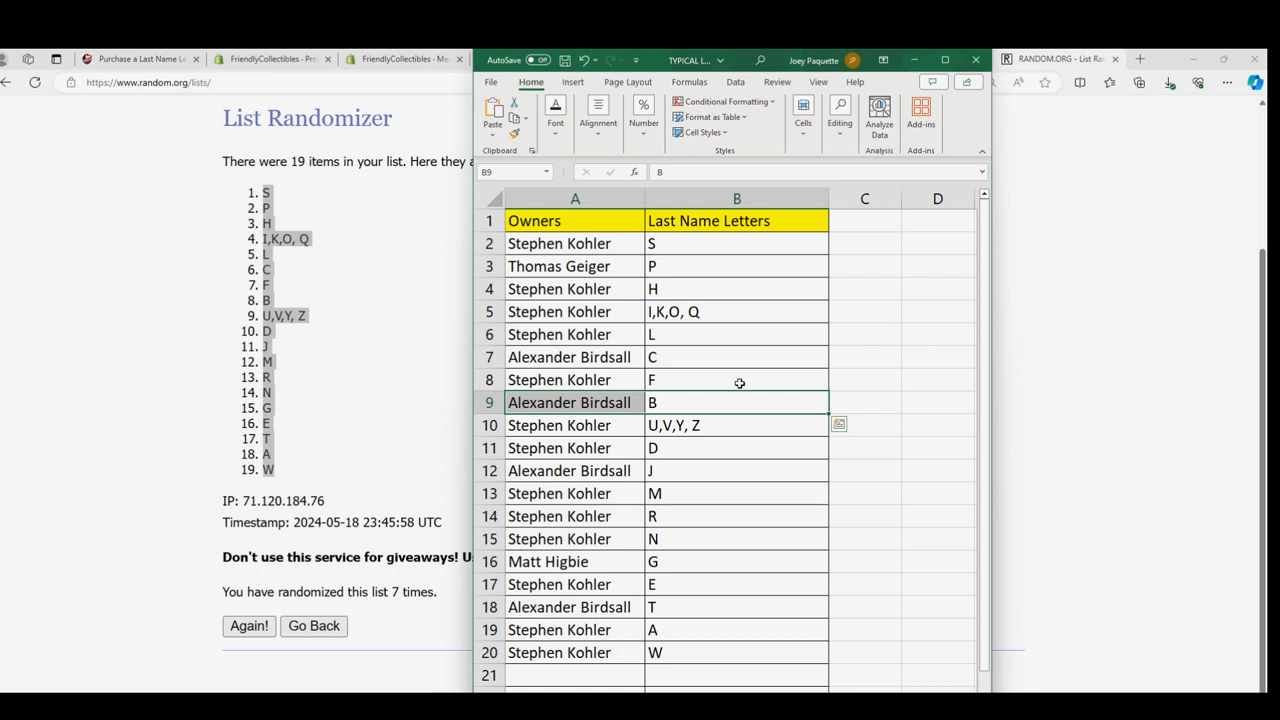 Purchase a Last Name Le
FriendlyCollectibles - Pro
FriendlyCollectibles - Me
https://www.random.org/lists/
List Randomizer
There were 19 items in your list. Here they a
1. S
2. P
3. H
4. I,K,O, Q
5. L
6. C
7. F
8. B
9. U,V,Y, Z
10. D
11. J
12. M
13. R
14. N
15. G
16. E
17. T
18. A
19. W
IP: 71.120.184.76
Timestamp: 2024-05-18 23:45:58 UTC
Don't use this service for giveaways! U
You have randomized this list 7 times.
Again! Go Back
AutoSave Off TYPICAL L... Joey Paquette JP
File Home Insert Page Layout Formulas Data Review View Help
Paste Font Alignment Number
Conditional Formatting
Format as Table
Cell Styles
Cells Editing Analyze Data Add-ins
Clipboard Styles Analysis Add-ins
B9 fx B
A B C D
1 Owners Last Name Letters
2 Stephen Kohler S
3 Thomas Geiger P
4 Stephen Kohler H
5 Stephen Kohler I,K,O, Q
6 Stephen Kohler L
7 Alexander Birdsall C
8 Stephen Kohler F
9 Alexander Birdsall B
10 Stephen Kohler U,V,Y, Z
11 Stephen Kohler D
12 Alexander Birdsall J
13 Stephen Kohler M
14 Stephen Kohler R
15 Stephen Kohler N
16 Matt Higbie G
17 Stephen Kohler E
18 Alexander Birdsall T
19 Stephen Kohler A
20 Stephen Kohler W
21
RANDOM.ORG - List Ra